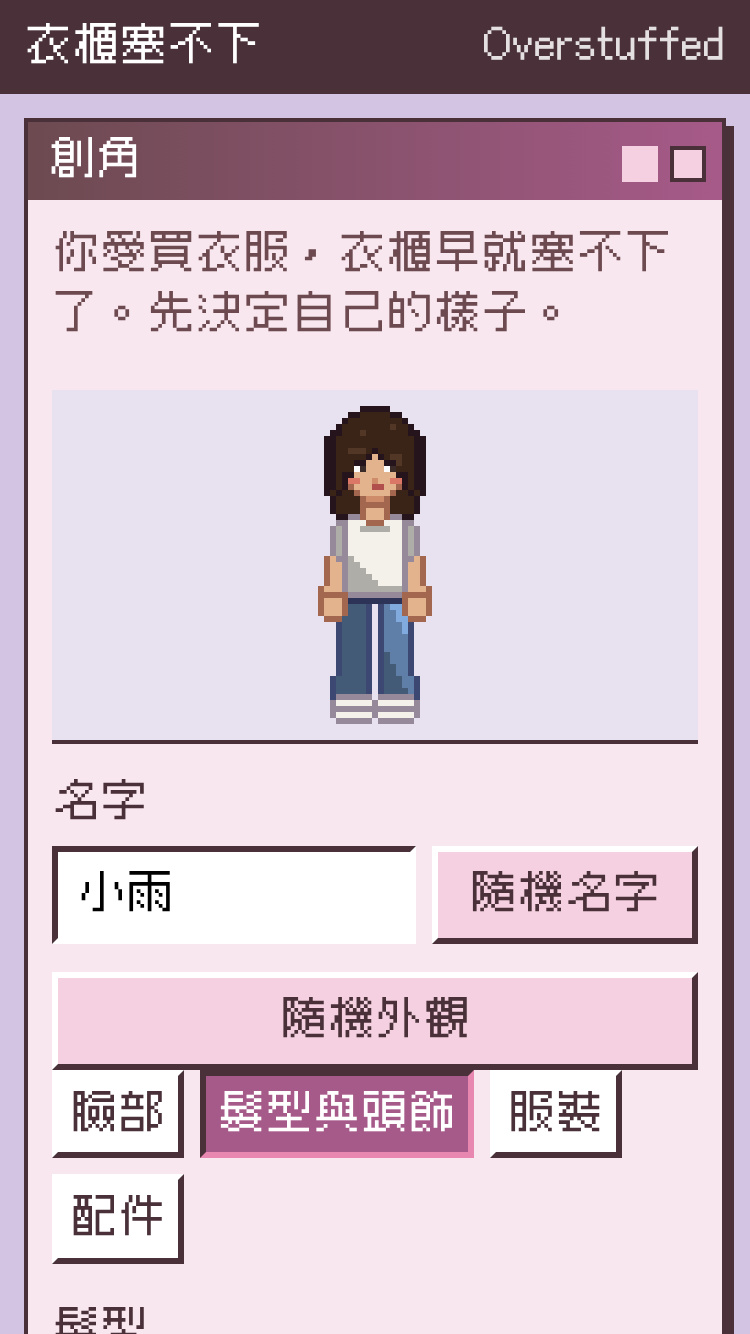 衣櫃塞不下
Overstuffed
創角
你愛買衣服，衣櫃早就塞不下
了。先決定自己的樣子。
名字
小雨
隨機名字
隨機外觀
臉部
髮型與頭飾
服裝
配件
髮型